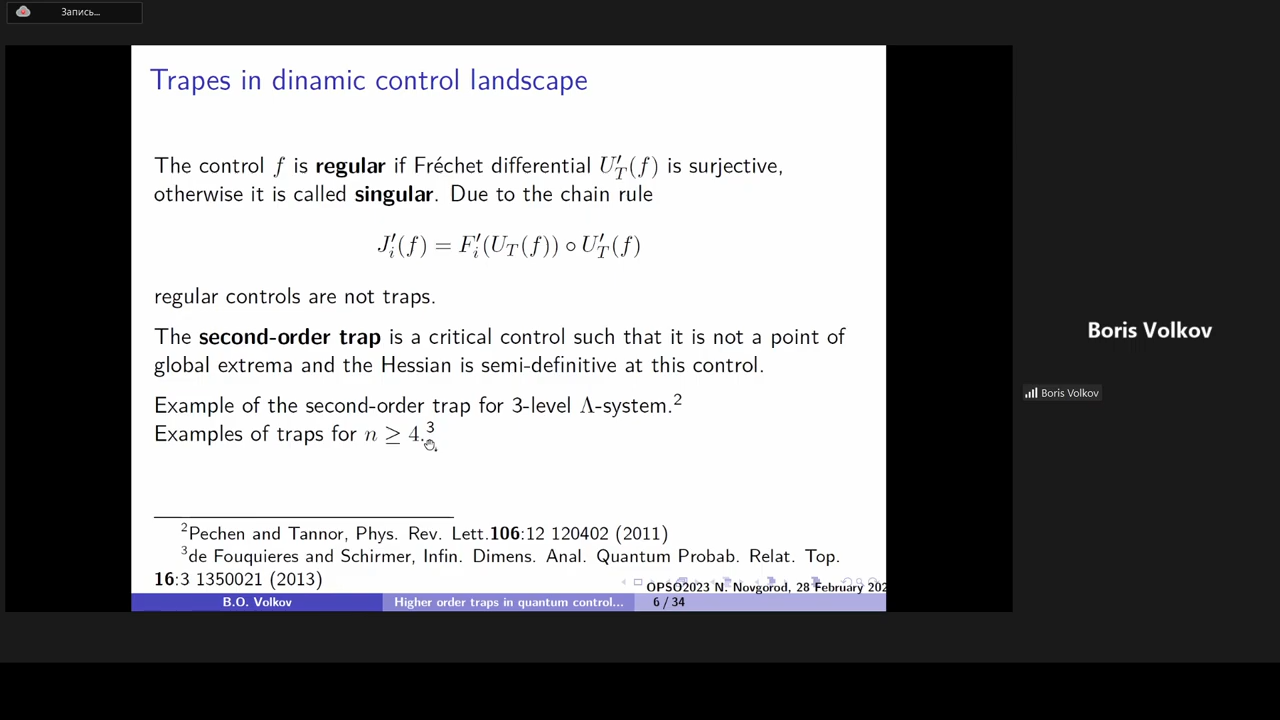 Запись...
Trapes in dinamic control landscape
The control f is regular if Fréchet differential U′_T(f) is surjective,
otherwise it is called singular. Due to the chain rule
J′_i(f) = F′_i(U_T(f)) ∘ U′_T(f)
regular controls are not traps.
The second-order trap is a critical control such that it is not a point of
global extrema and the Hessian is semi-definitive at this control.
Example of the second-order trap for 3-level Λ-system.²
Examples of traps for n ≥ 4.³
²Pechen and Tannor, Phys. Rev. Lett.106:12 120402 (2011)
³de Fouquieres and Schirmer, Infin. Dimens. Anal. Quantum Probab. Relat. Top.
16:3 1350021 (2013)
OPSO2023 N. Novgorod, 28 February 202
B.O. Volkov Higher order traps in quantum control... 6 / 34
Boris Volkov
Boris Volkov